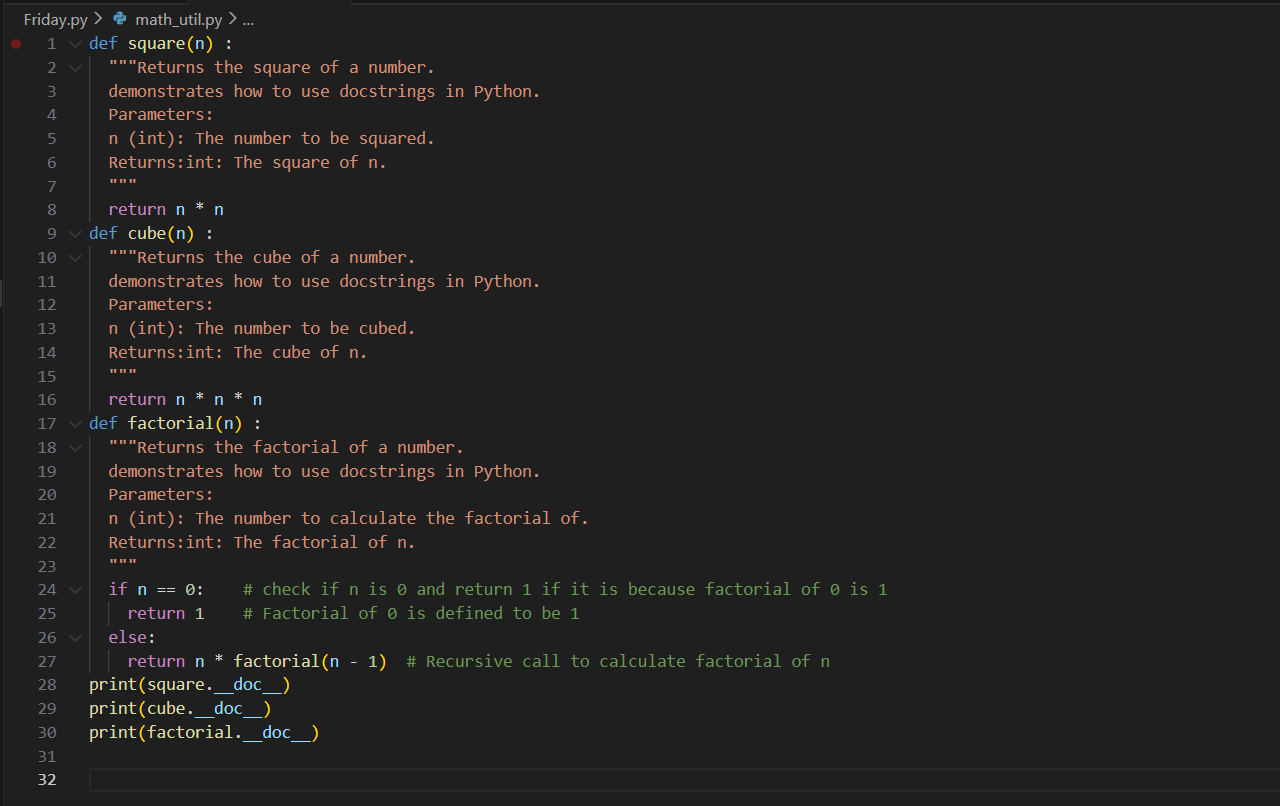 Friday.py > math_util.py > ...
1 def square(n) :
2   """Returns the square of a number.
3   demonstrates how to use docstrings in Python.
4   Parameters:
5   n (int): The number to be squared.
6   Returns:int: The square of n.
7   """
8   return n * n
9 def cube(n) :
10   """Returns the cube of a number.
11   demonstrates how to use docstrings in Python.
12   Parameters:
13   n (int): The number to be cubed.
14   Returns:int: The cube of n.
15   """
16   return n * n * n
17 def factorial(n) :
18   """Returns the factorial of a number.
19   demonstrates how to use docstrings in Python.
20   Parameters:
21   n (int): The number to calculate the factorial of.
22   Returns:int: The factorial of n.
23   """
24   if n == 0:    # check if n is 0 and return 1 if it is because factorial of 0 is 1
25     return 1    # Factorial of 0 is defined to be 1
26   else:
27     return n * factorial(n - 1)  # Recursive call to calculate factorial of n
28 print(square.__doc__)
29 print(cube.__doc__)
30 print(factorial.__doc__)
31
32